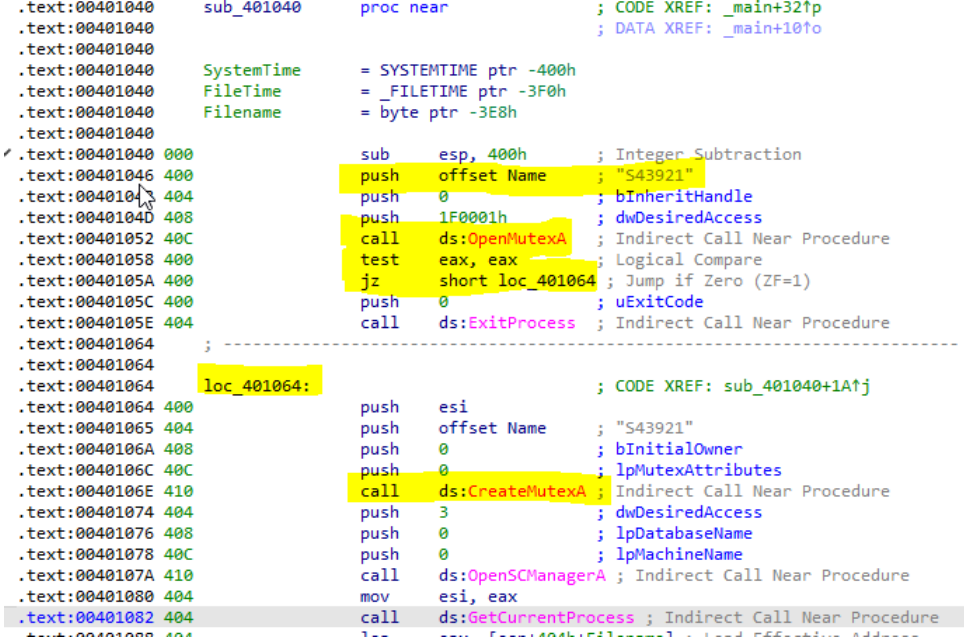 .text:00401040 sub_401040 proc near ; CODE XREF: _main+32↑p
.text:00401040 ; DATA XREF: _main+10↑o
.text:00401040
.text:00401040 SystemTime = SYSTEMTIME ptr -400h
.text:00401040 FileTime = _FILETIME ptr -3F0h
.text:00401040 Filename = byte ptr -3E8h
.text:00401040
.text:00401040 000 sub esp, 400h ; Integer Subtraction
.text:00401046 400 push offset Name ; "S43921"
404 push 0 ; bInheritHandle
.text:0040104D 408 push 1F0001h ; dwDesiredAccess
.text:00401052 40C call ds:OpenMutexA ; Indirect Call Near Procedure
.text:00401058 400 test eax, eax ; Logical Compare
.text:0040105A 400 jz short loc_401064 ; Jump if Zero (ZF=1)
.text:0040105C 400 push 0 ; uExitCode
.text:0040105E 404 call ds:ExitProcess ; Indirect Call Near Procedure
.text:00401064 ; ---------------------------------------------------------------------------
.text:00401064
.text:00401064 loc_401064: ; CODE XREF: sub_401040+1A↑j
.text:00401064 400 push esi
.text:00401065 404 push offset Name ; "S43921"
.text:0040106A 408 push 0 ; bInitialOwner
.text:0040106C 40C push 0 ; lpMutexAttributes
.text:0040106E 410 call ds:CreateMutexA ; Indirect Call Near Procedure
.text:00401074 404 push 3 ; dwDesiredAccess
.text:00401076 408 push 0 ; lpDatabaseName
.text:00401078 40C push 0 ; lpMachineName
.text:0040107A 410 call ds:OpenSCManagerA ; Indirect Call Near Procedure
.text:00401080 404 mov esi, eax
.text:00401082 404 call ds:GetCurrentProcess ; Indirect Call Near Procedure